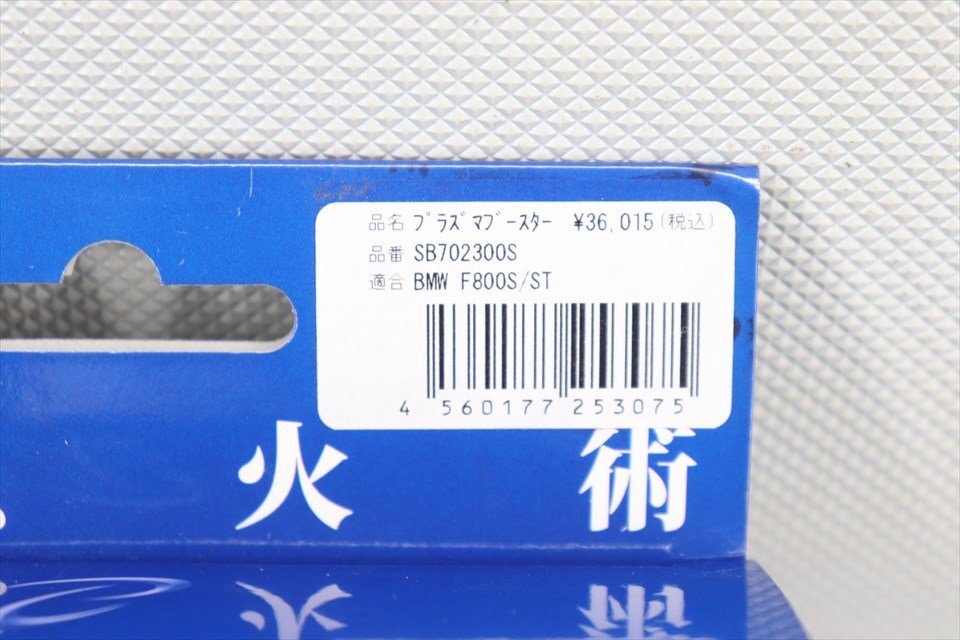 品名 プラズマブースター ¥36,015(税込)
品番 SB702300S
適合 BMW F800S/ST
4 560177 253075
火 術